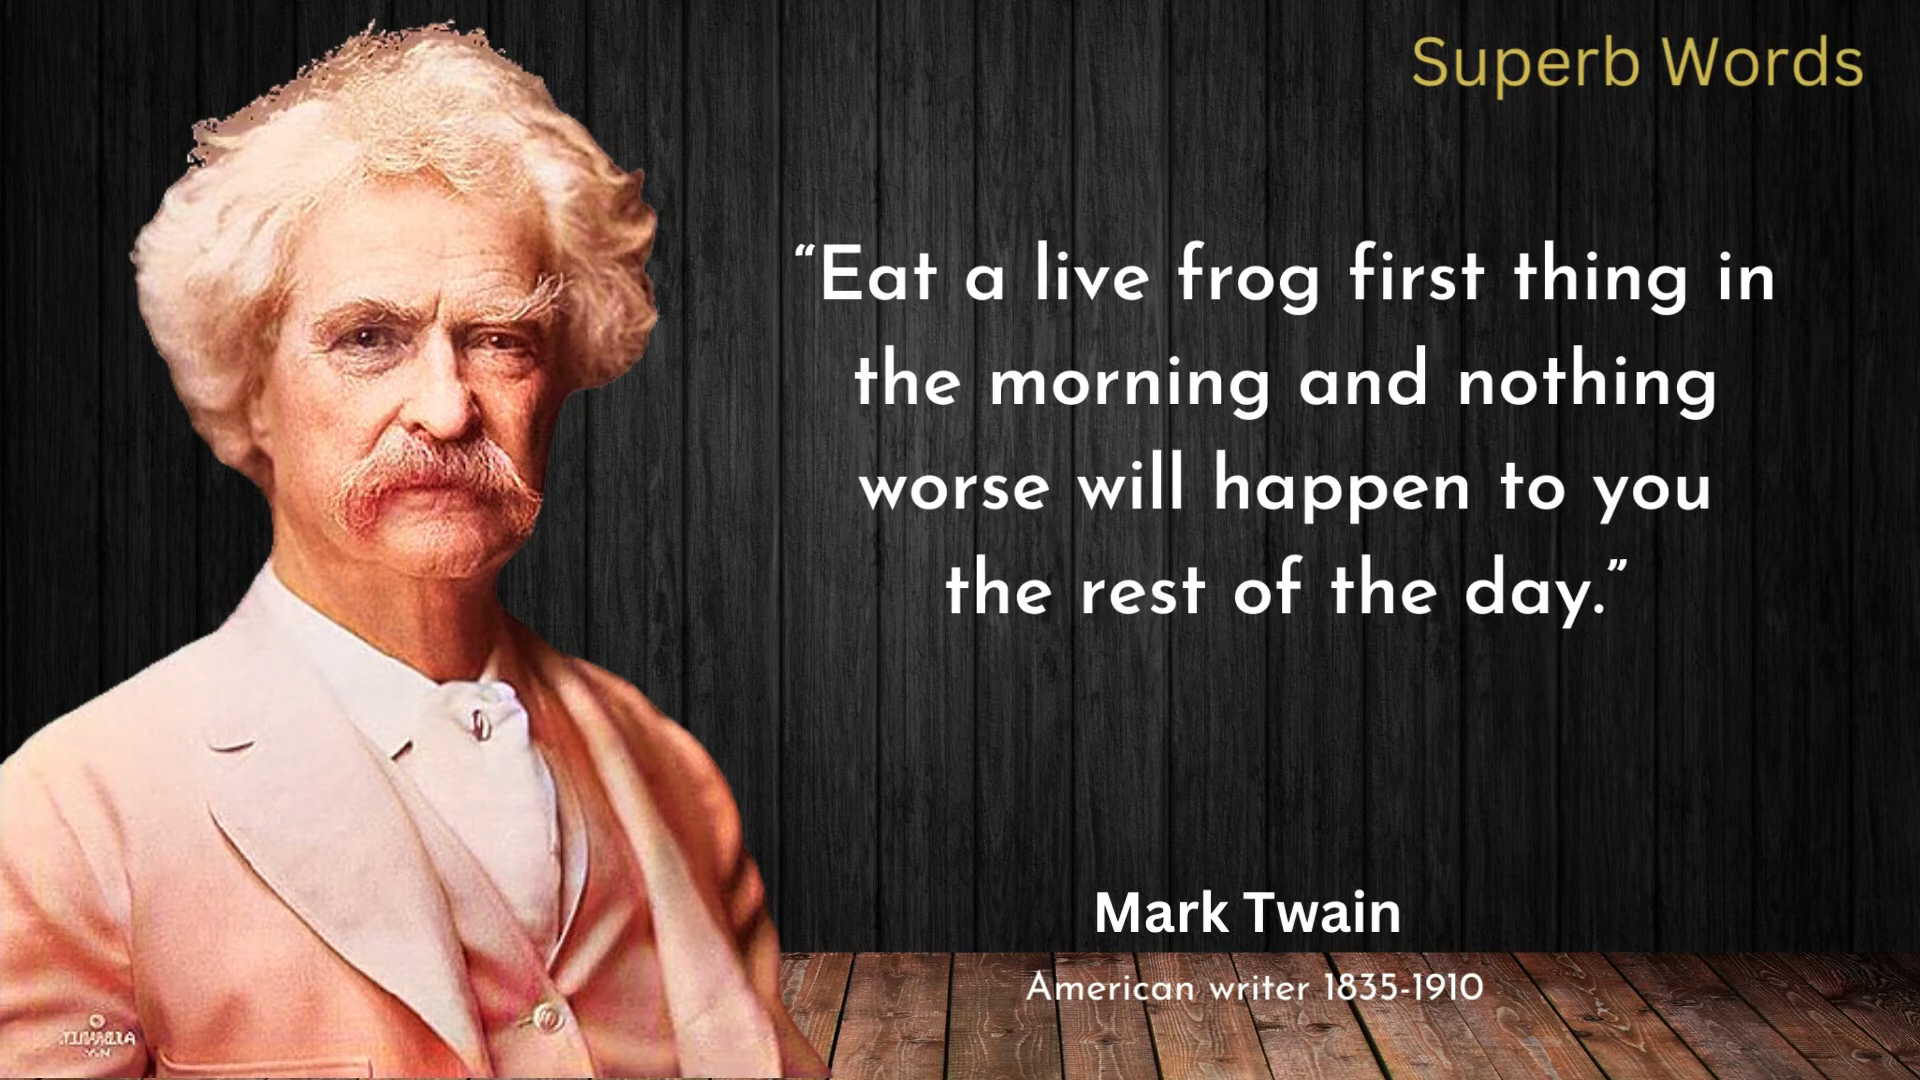 Superb Words
“Eat a live frog first thing in
the morning and nothing
worse will happen to you
the rest of the day.”
Mark Twain
American writer 1835-1910